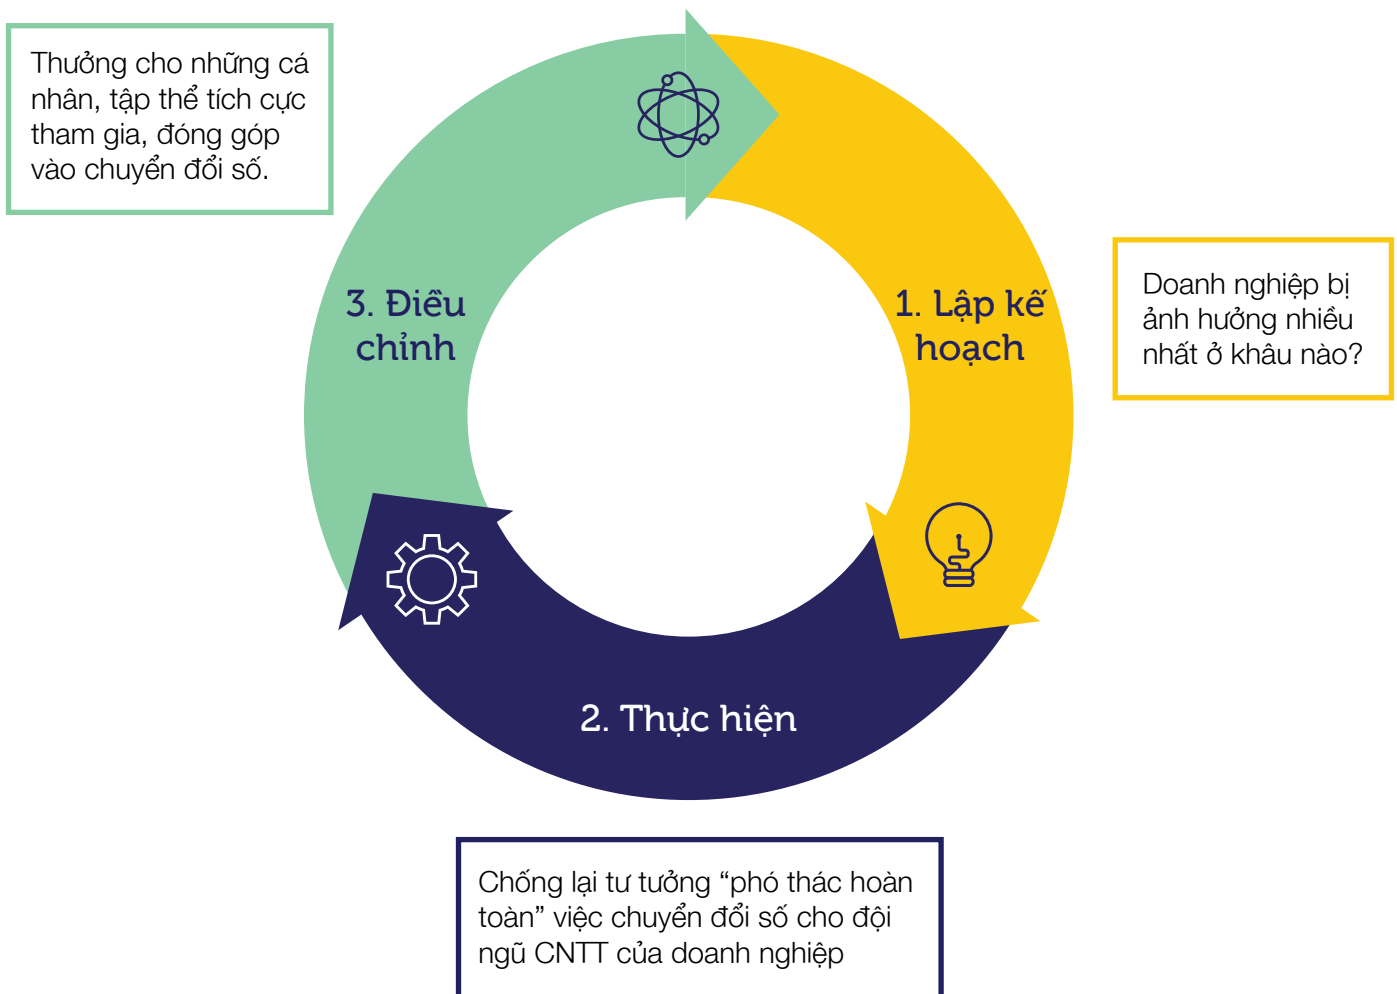 Thưởng cho những cá
nhân, tập thể tích cực
tham gia, đóng góp
vào chuyển đổi số.
3. Điều
chỉnh
1. Lập kế
hoạch
Doanh nghiệp bị
ảnh hưởng nhiều
nhất ở khâu nào?
2. Thực hiện
Chống lại tư tưởng “phó thác hoàn
toàn” việc chuyển đổi số cho đội
ngũ CNTT của doanh nghiệp